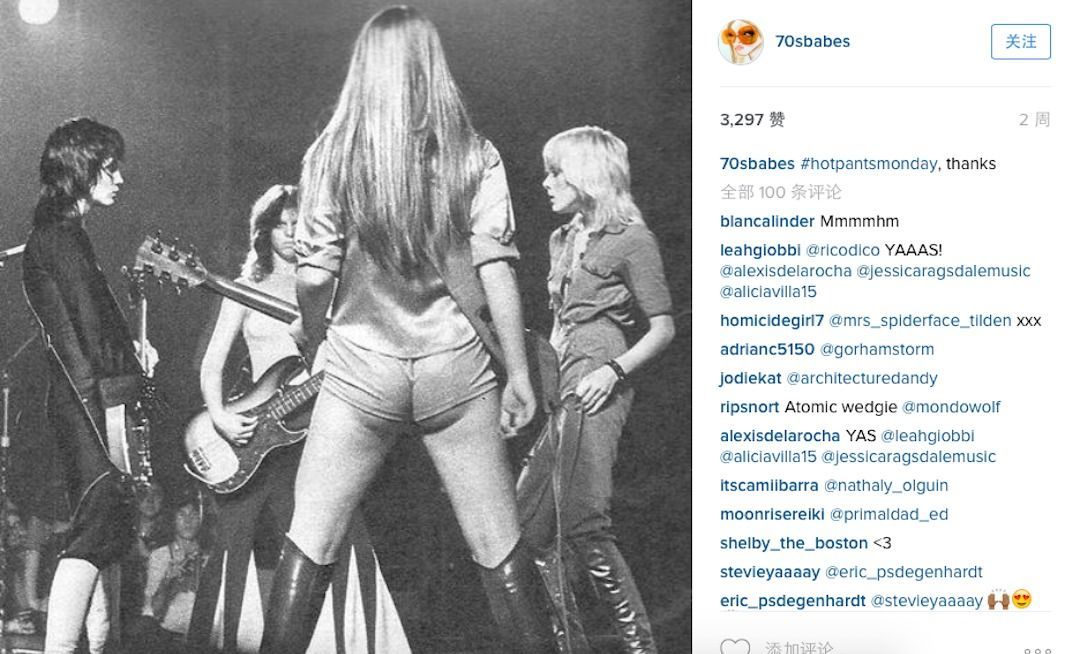 70sbabes
关注
3,297 赞
2 周
70sbabes #hotpantsmonday, thanks
全部 100 条评论
blancalinder Mmmmhm
leahgiobbi @ricodico YAAAS!
@alexisdelarocha @jessicaragsdalemusic
@aliciavilla15
homicidegirl7 @mrs_spiderface_tilden xxx
adrianc5150 @gorhamstorm
jodiekat @architecturedandy
ripsnort Atomic wedgie @mondowolf
alexisdelarocha YAS @leahgiobbi
@aliciavilla15 @jessicaragsdalemusic
itscamiibarra @nathaly_olguin
moonrisereiki @primaldad_ed
shelby_the_boston <3
stevieyaaaay @eric_psdegenhardt
eric_psdegenhardt @stevieyaaaay 🙌🏾😍
添加评论